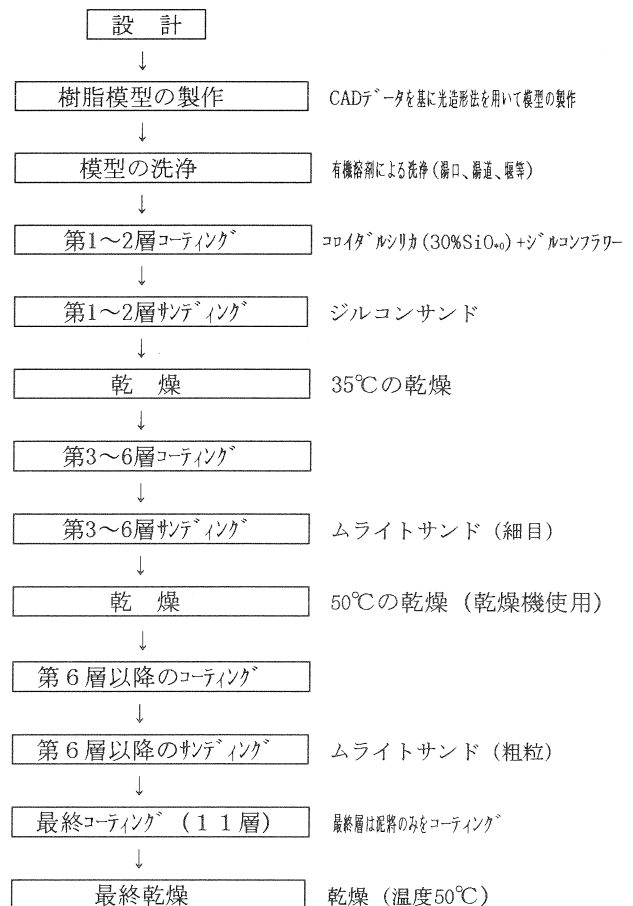 設 計
↓
樹脂模型の製作 CADデータを基に光造形法を用いて模型の製作
↓
模型の洗浄 有機溶剤による洗浄(湯口、湯道、堰等)
↓
第1～2層コーティング コロイダルシリカ(30%SiO₂)+ジルコンフラワー
↓
第1～2層サンディング ジルコンサンド
↓
乾 燥 35℃の乾燥
↓
第3～6層コーティング
↓
第3～6層サンディング ムライトサンド(細目)
↓
乾 燥 50℃の乾燥(乾燥機使用)
↓
第6層以降のコーティング
↓
第6層以降のサンディング ムライトサンド(粗粒)
↓
最終コーティング(11層) 最終層は泥漿のみをコーティング
↓
最終乾燥 乾燥(温度50℃)